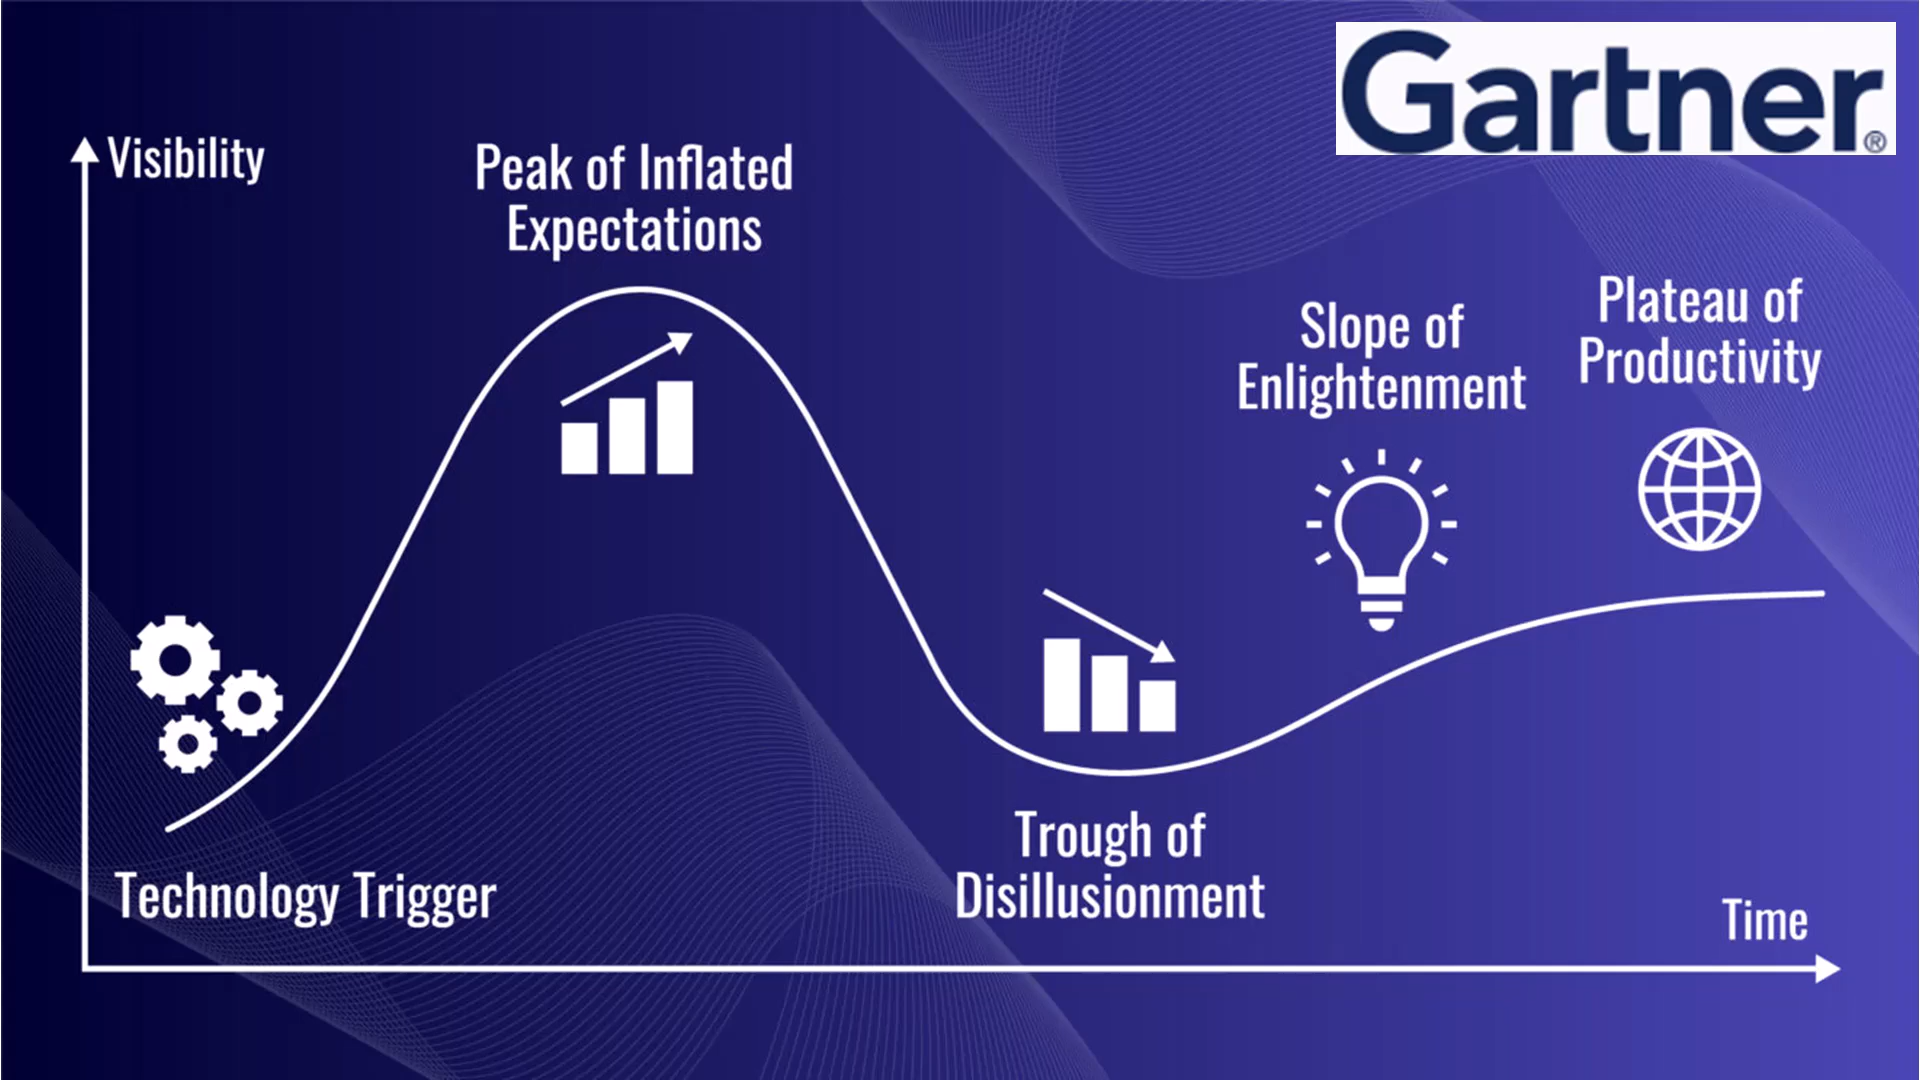 Gartner®
Visibility
Peak of Inflated
Expectations
Slope of
Enlightenment
Plateau of
Productivity
Trough of
Disillusionment
Technology Trigger
Time